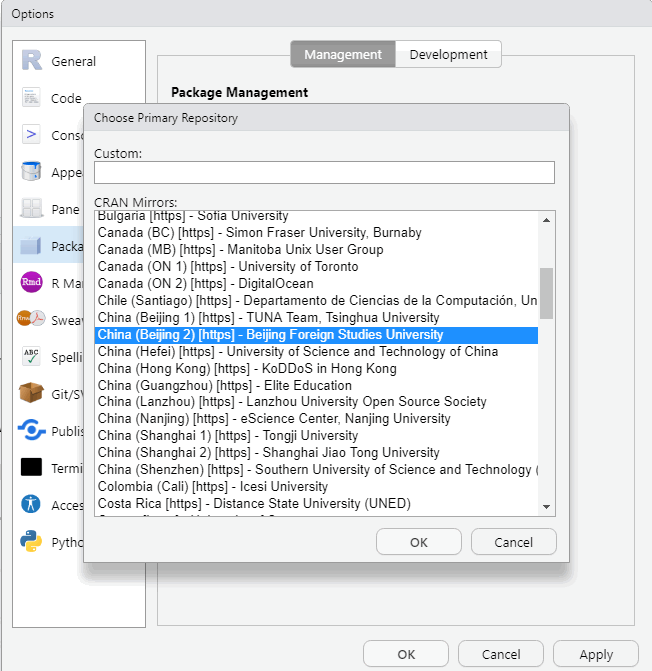 Options
General
Code
Management
Development
Package Management
Choose Primary Repository
Custom:
CRAN Mirrors:
Bulgaria [https] - Sofia University
Canada (BC) [https] - Simon Fraser University, Burnaby
Canada (MB) [https] - Manitoba Unix User Group
Canada (ON 1) [https] - University of Toronto
Canada (ON 2) [https] - DigitalOcean
Chile (Santiago) [https] - Departamento de Ciencias de la Computación, Un
China (Beijing 1) [https] - TUNA Team, Tsinghua University
China (Beijing 2) [https] - Beijing Foreign Studies University
China (Hefei) [https] - University of Science and Technology of China
China (Hong Kong) [https] - KoDDoS in Hong Kong
China (Guangzhou) [https] - Elite Education
China (Lanzhou) [https] - Lanzhou University Open Source Society
China (Nanjing) [https] - eScience Center, Nanjing University
China (Shanghai 1) [https] - Tongji University
China (Shanghai 2) [https] - Shanghai Jiao Tong University
China (Shenzhen) [https] - Southern University of Science and Technology (
Colombia (Cali) [https] - Icesi University
Costa Rica [https] - Distance State University (UNED)
OK
Cancel
Conso
Appea
Pane
Packa
R Ma
Rmd
Sweav
Rnw
ABC
Spelli
Git/SV
Publis
Termi
Acces
Pytho
OK
Cancel
Apply